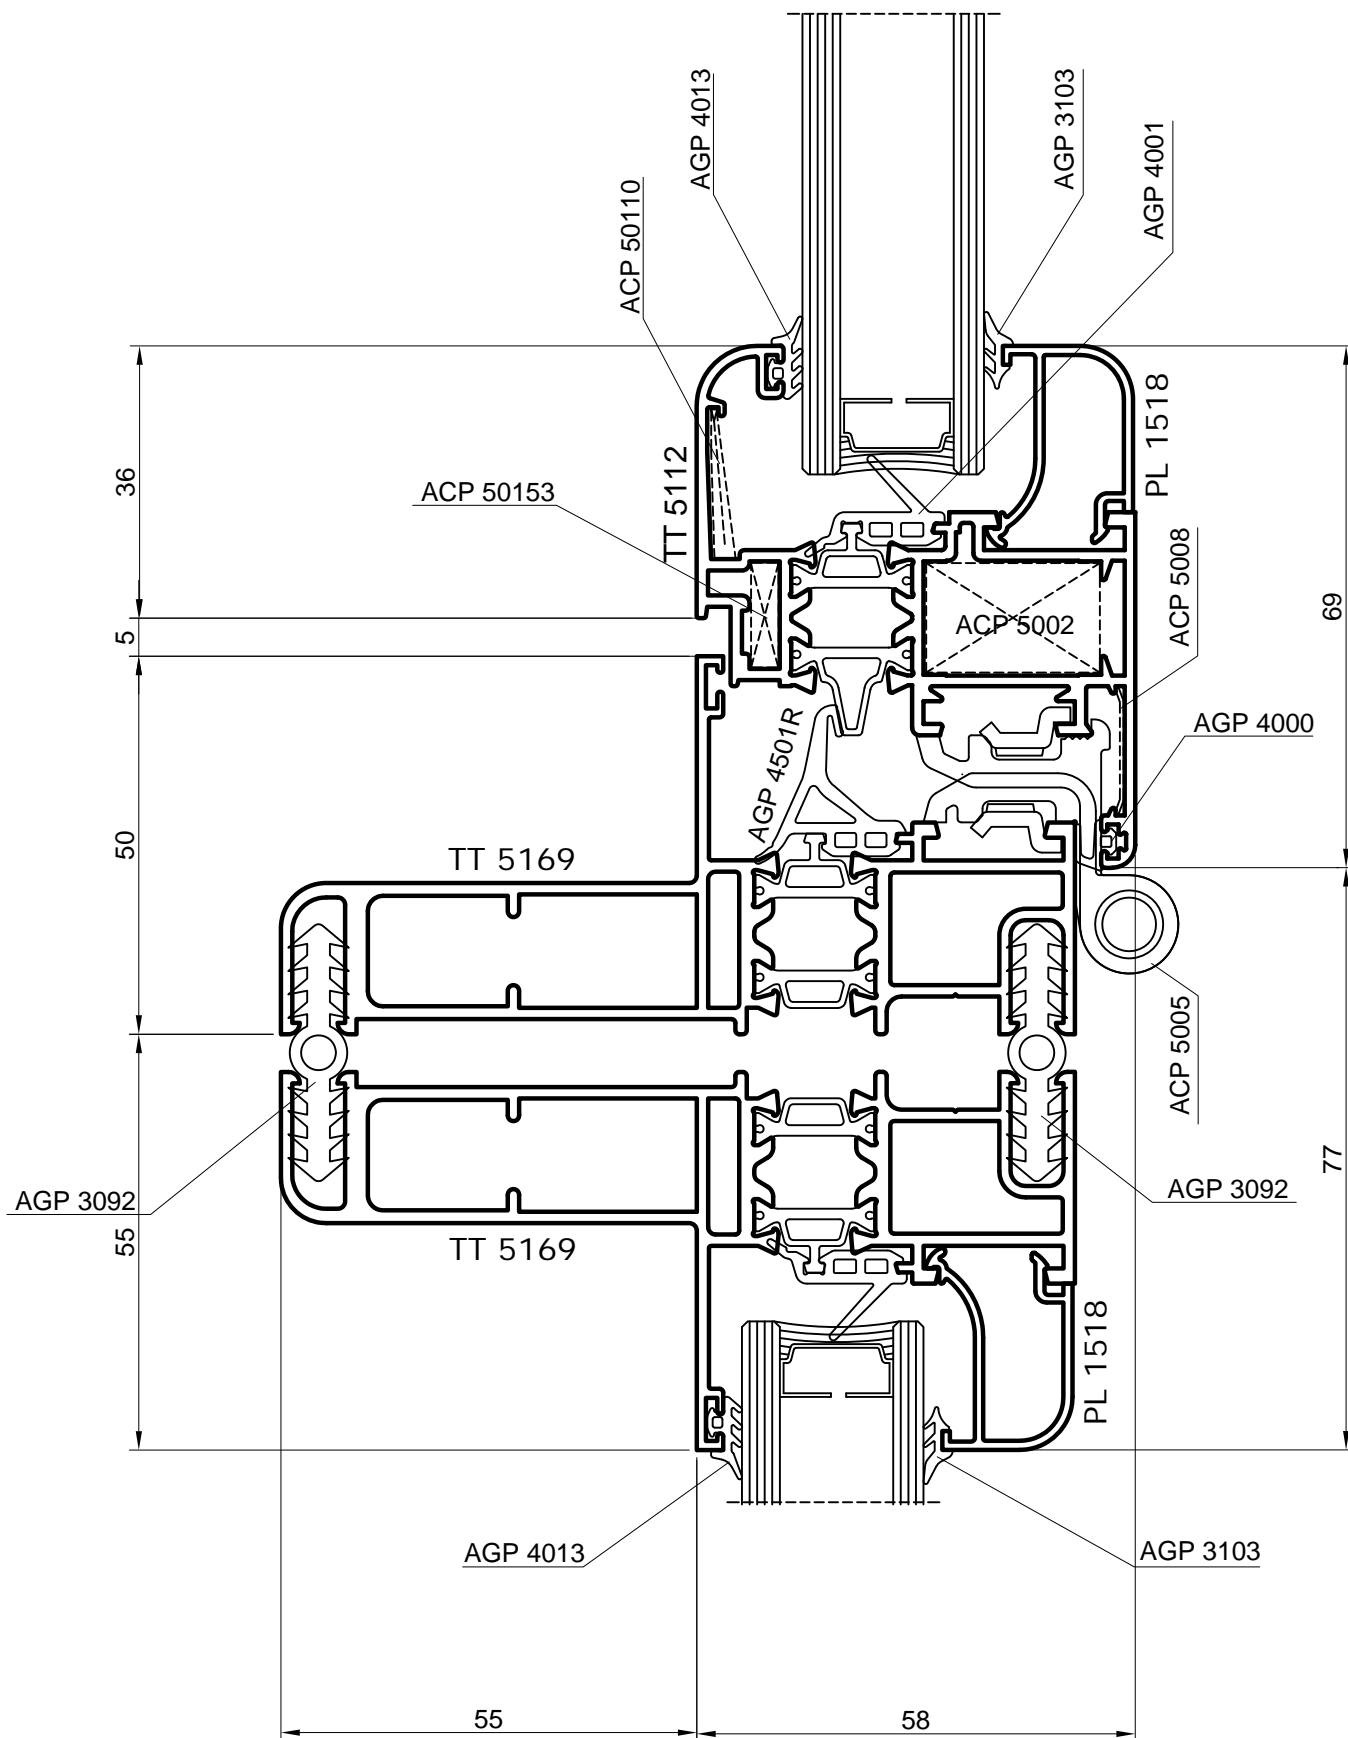 AGP 4013
AGP 3103
AGP 4001
ACP 50110
PL 1518
TT 5112
36
ACP 50153
ACP 5008
5
ACP 5002
69
AGP 4501R
AGP 4000
50
TT 5169
ACP 5005
77
AGP 3092
AGP 3092
55
TT 5169
PL 1518
AGP 4013
AGP 3103
55
58